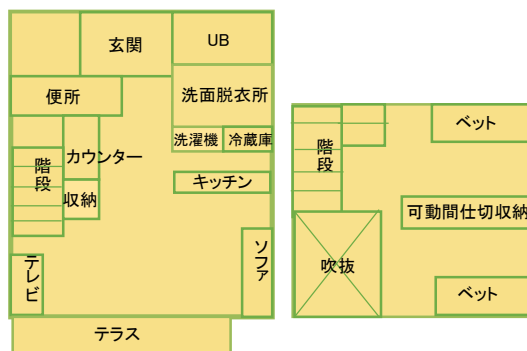 玄関
UB
便所
洗面脱衣所
洗濯機
冷蔵庫
カウンター
階段
収納
キッチン
テレビ
ソファ
テラス
階段
ベット
可動間仕切収納
吹抜
ベット